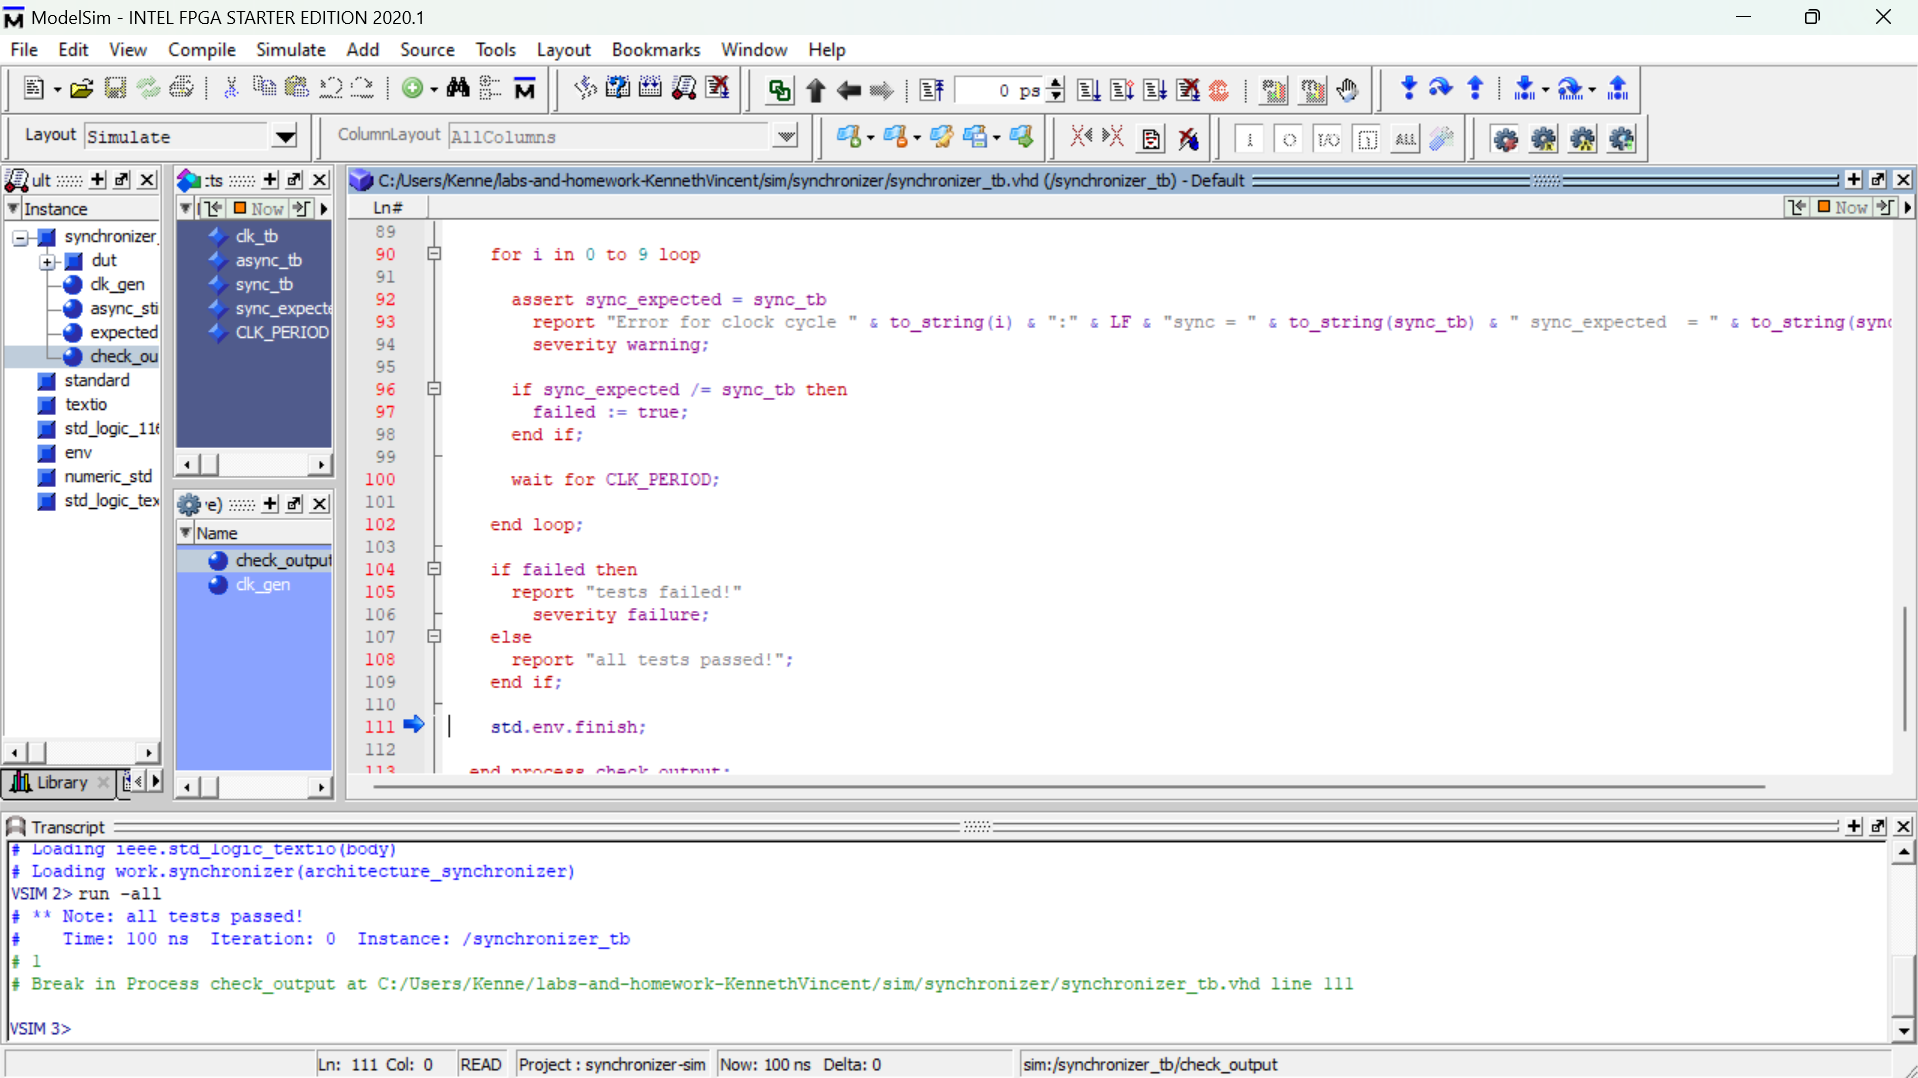 ModelSim - INTEL FPGA STARTER EDITION 2020.1
File Edit View Compile Simulate Add Source Tools Layout Bookmarks Window Help
0 ps
Layout Simulate
ColumnLayout AllColumns
ult
Instance
synchronizer_
dut
clk_gen
async_sti
expected
check_ou
standard
textio
std_logic_116
env
numeric_std
std_logic_tex
Library
:ts
Now
clk_tb
async_tb
sync_tb
sync_expecte
CLK_PERIOD
'e)
Name
check_output
clk_gen
C:/Users/Kenne/labs-and-homework-KennethVincent/sim/synchronizer/synchronizer_tb.vhd (/synchronizer_tb) - Default
Ln#
Now
89
90 for i in 0 to 9 loop
91
92 assert sync_expected = sync_tb
93 report "Error for clock cycle " & to_string(i) & ":" & LF & "sync = " & to_string(sync_tb) & " sync_expected  = " & to_string(sync
94 severity warning;
95
96 if sync_expected /= sync_tb then
97 failed := true;
98 end if;
99
100 wait for CLK_PERIOD;
101
102 end loop;
103
104 if failed then
105 report "tests failed!"
106 severity failure;
107 else
108 report "all tests passed!";
109 end if;
110
111 std.env.finish;
112
113 end process check_output;
Transcript
# Loading ieee.std_logic_textio(body)
# Loading work.synchronizer(architecture_synchronizer)
VSIM 2> run -all
# ** Note: all tests passed!
#    Time: 100 ns  Iteration: 0  Instance: /synchronizer_tb
# 1
# Break in Process check_output at C:/Users/Kenne/labs-and-homework-KennethVincent/sim/synchronizer/synchronizer_tb.vhd line 111
VSIM 3>
Ln: 111 Col: 0 READ Project : synchronizer-sim Now: 100 ns Delta: 0 sim:/synchronizer_tb/check_output